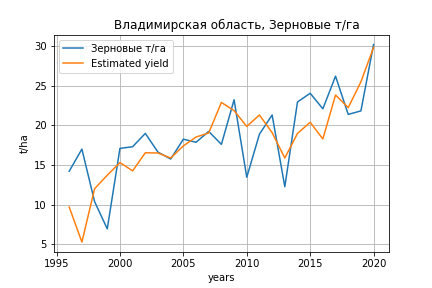 Владимирская область, Зерновые т/га
Зерновые т/га
Estimated yield
t/ha
30
25
20
15
10
5
1995
2000
2005
2010
2015
2020
years